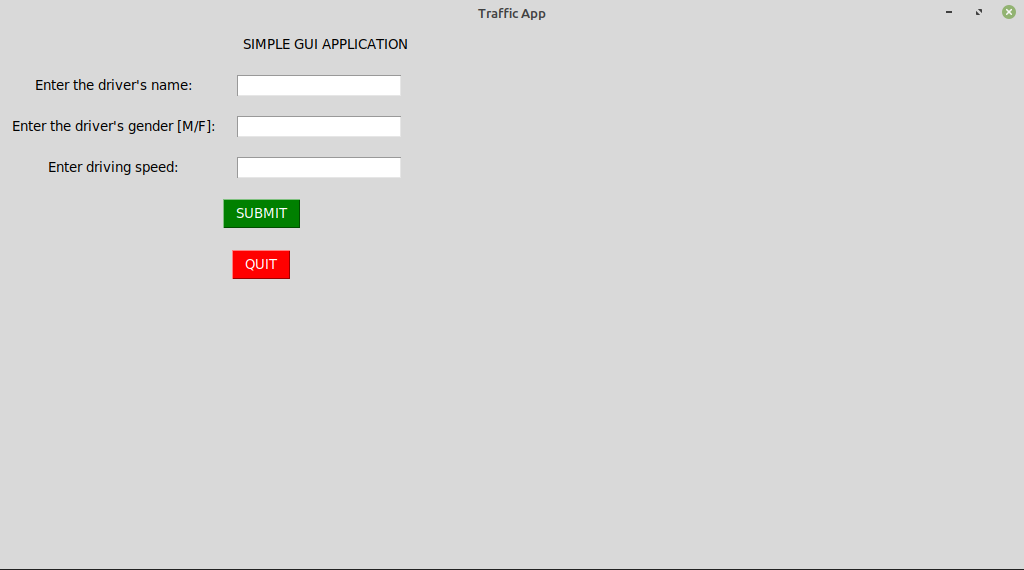 Traffic App
SIMPLE GUI APPLICATION
Enter the driver's name:
Enter the driver's gender [M/F]:
Enter driving speed:
SUBMIT
QUIT